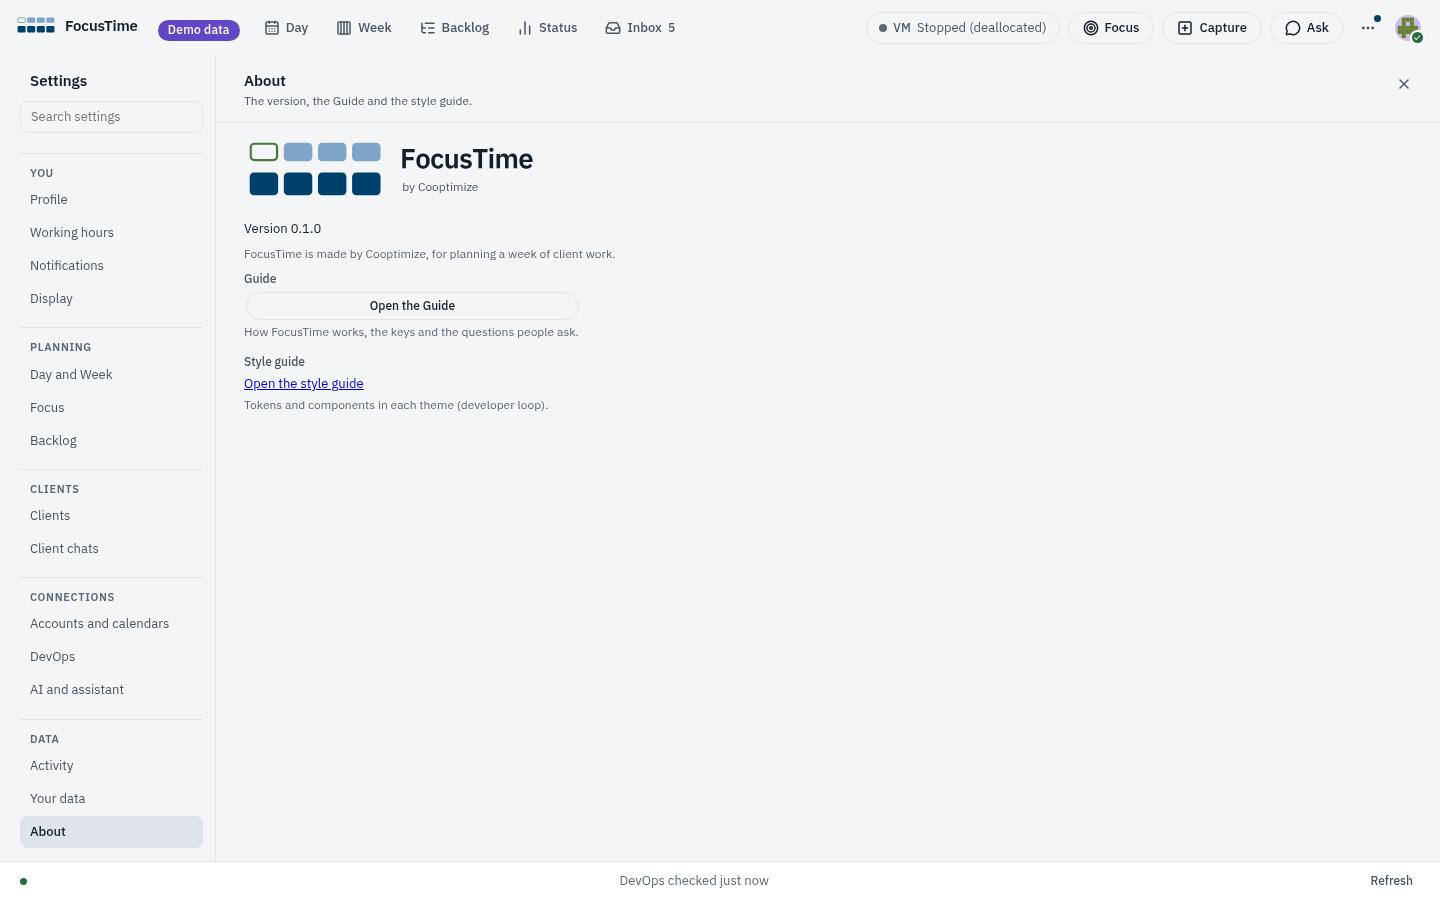 FocusTime
Demo data
Day
Week
Backlog
Status
Inbox 5
VM Stopped (deallocated)
Focus
Capture
Ask
Settings
Search settings
YOU
Profile
Working hours
Notifications
Display
PLANNING
Day and Week
Focus
Backlog
CLIENTS
Clients
Client chats
CONNECTIONS
Accounts and calendars
DevOps
AI and assistant
DATA
Activity
Your data
About
About
The version, the Guide and the style guide.
FocusTime
by Cooptimize
Version 0.1.0
FocusTime is made by Cooptimize, for planning a week of client work.
Guide
Open the Guide
How FocusTime works, the keys and the questions people ask.
Style guide
Open the style guide
Tokens and components in each theme (developer loop).
DevOps checked just now
Refresh